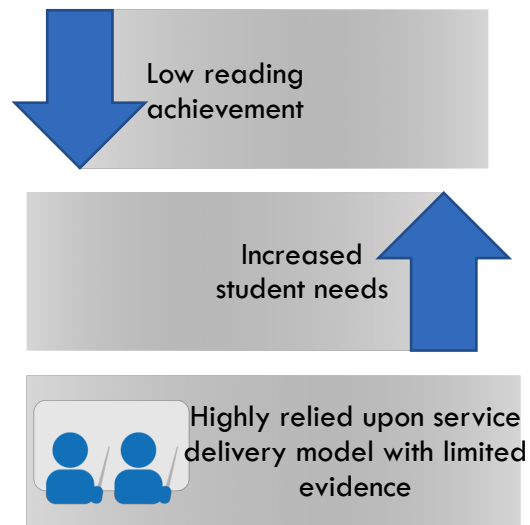 Low reading
achievement
Increased
student needs
Highly relied upon service
delivery model with limited
evidence